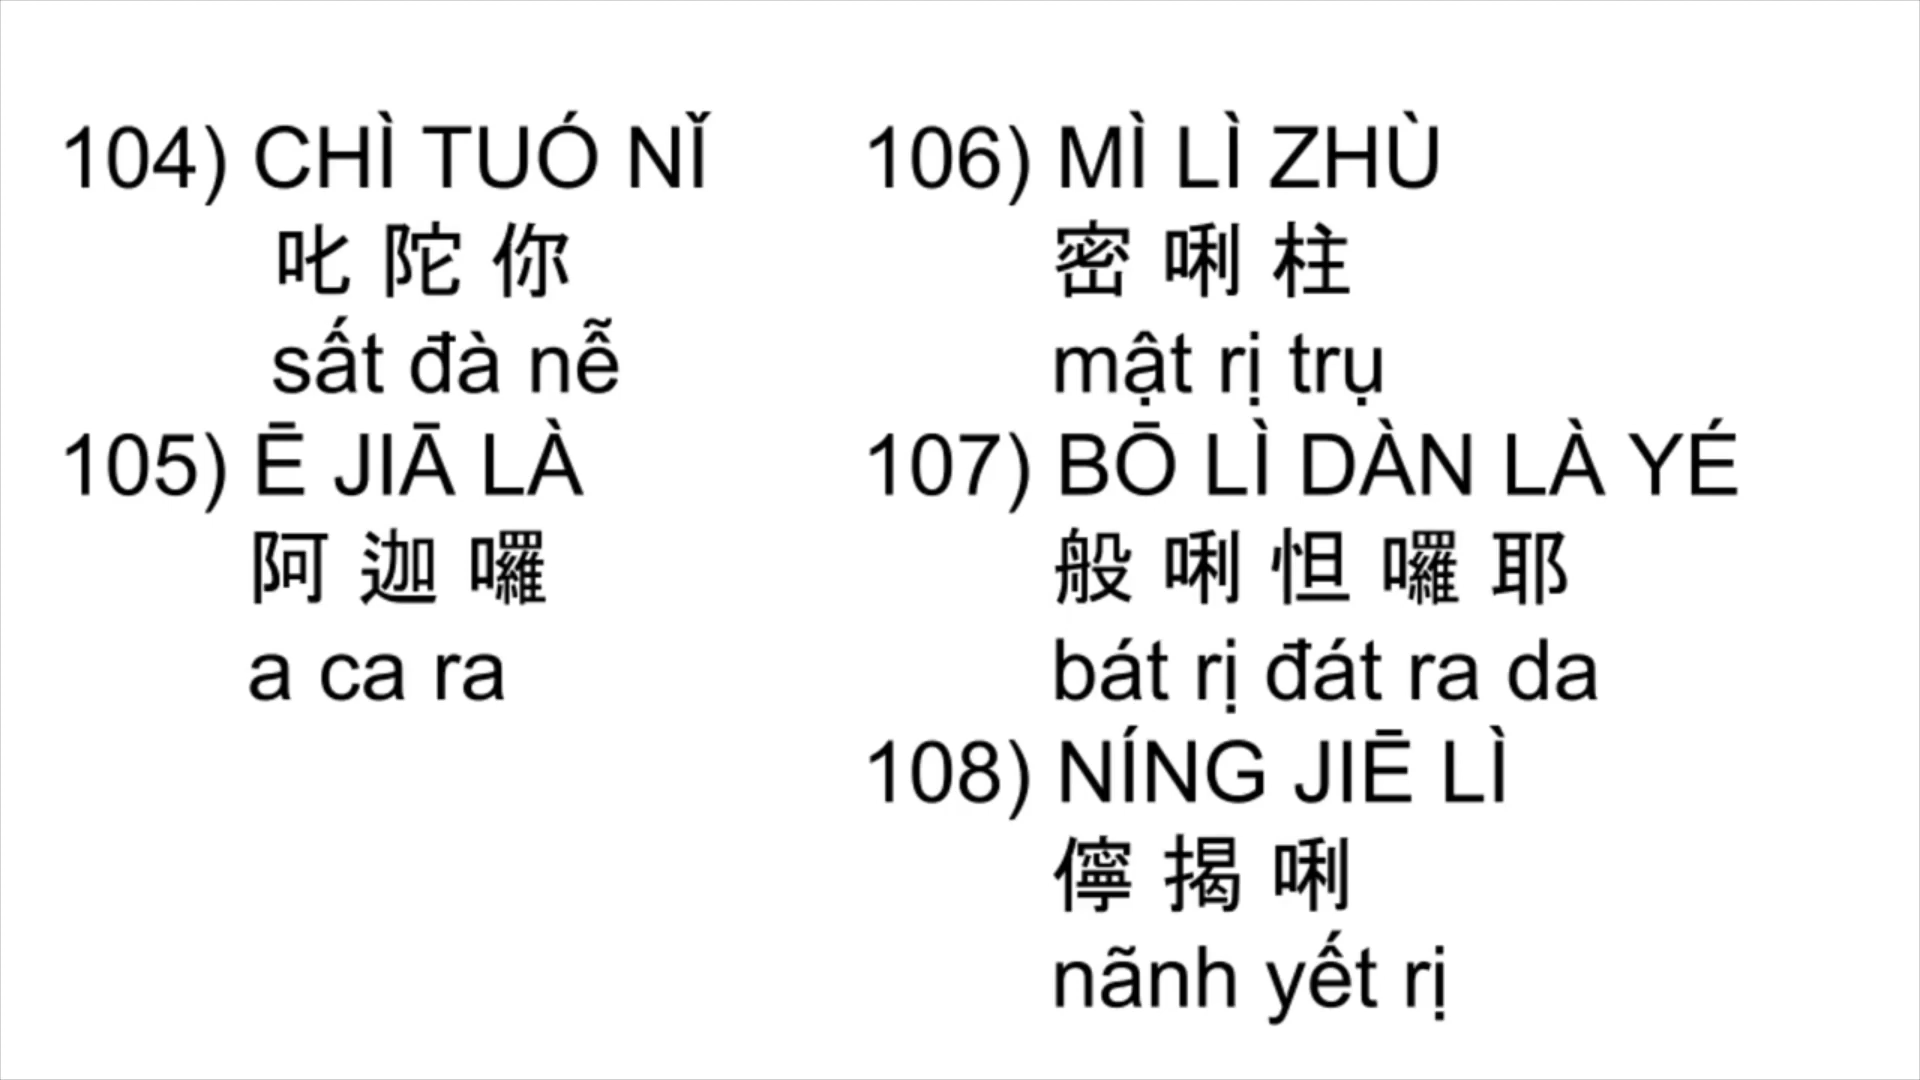 104) CHÌ TUÓ NǏ
叱 陀 你
sất đà nễ
105) Ē JIĀ LÀ
阿 迦 囉
a ca ra
106) MÌ LÌ ZHÙ
密 唎 柱
mật rị trụ
107) BŌ LÌ DÀN LÀ YÉ
般 唎 怛 囉 耶
bát rị đát ra da
108) NÍNG JIĒ LÌ
儜 揭 唎
nãnh yết rị